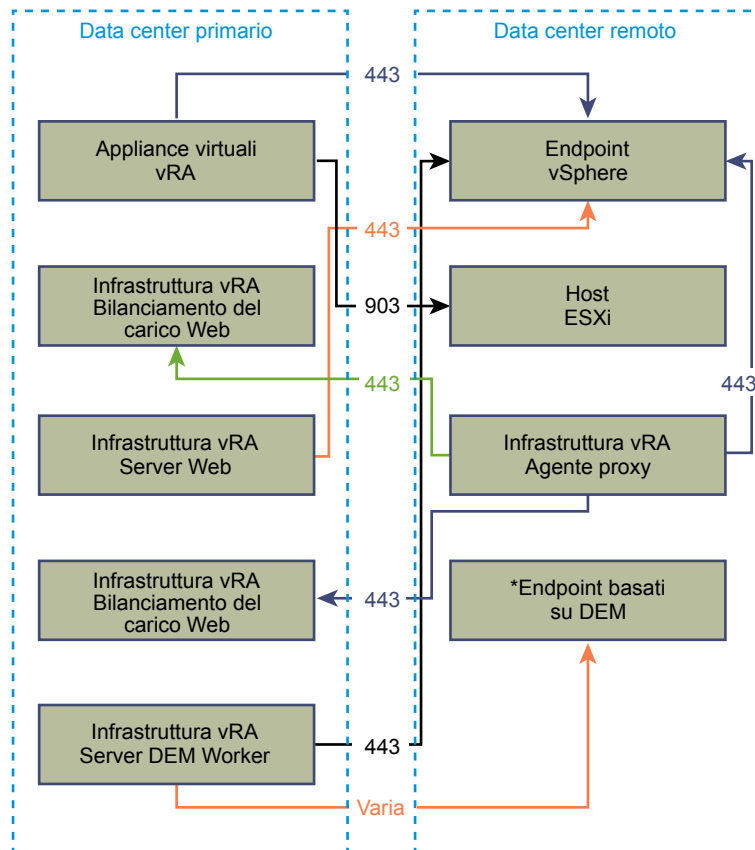 Data center primario
Data center remoto
443
Appliance virtuali
vRA
Endpoint
vSphere
443
Infrastruttura vRA
Bilanciamento del
carico Web
903
Host
ESXi
443
443
Infrastruttura vRA
Server Web
Infrastruttura vRA
Agente proxy
Infrastruttura vRA
Bilanciamento del
carico Web
443
*Endpoint basati
su DEM
Infrastruttura vRA
Server DEM Worker
443
Varia